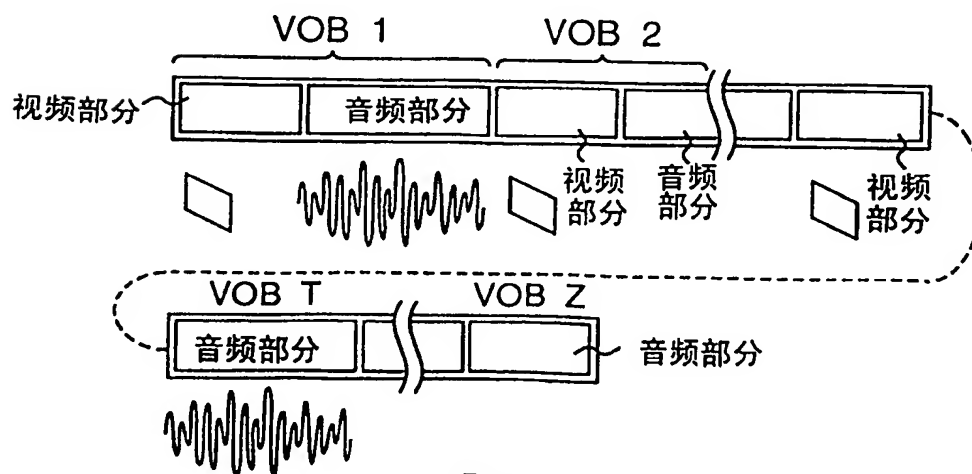 VOB 1
VOB 2
视频部分
音频部分
视频
部分
音频
部分
视频
部分
VOB T
VOB Z
音频部分
音频部分